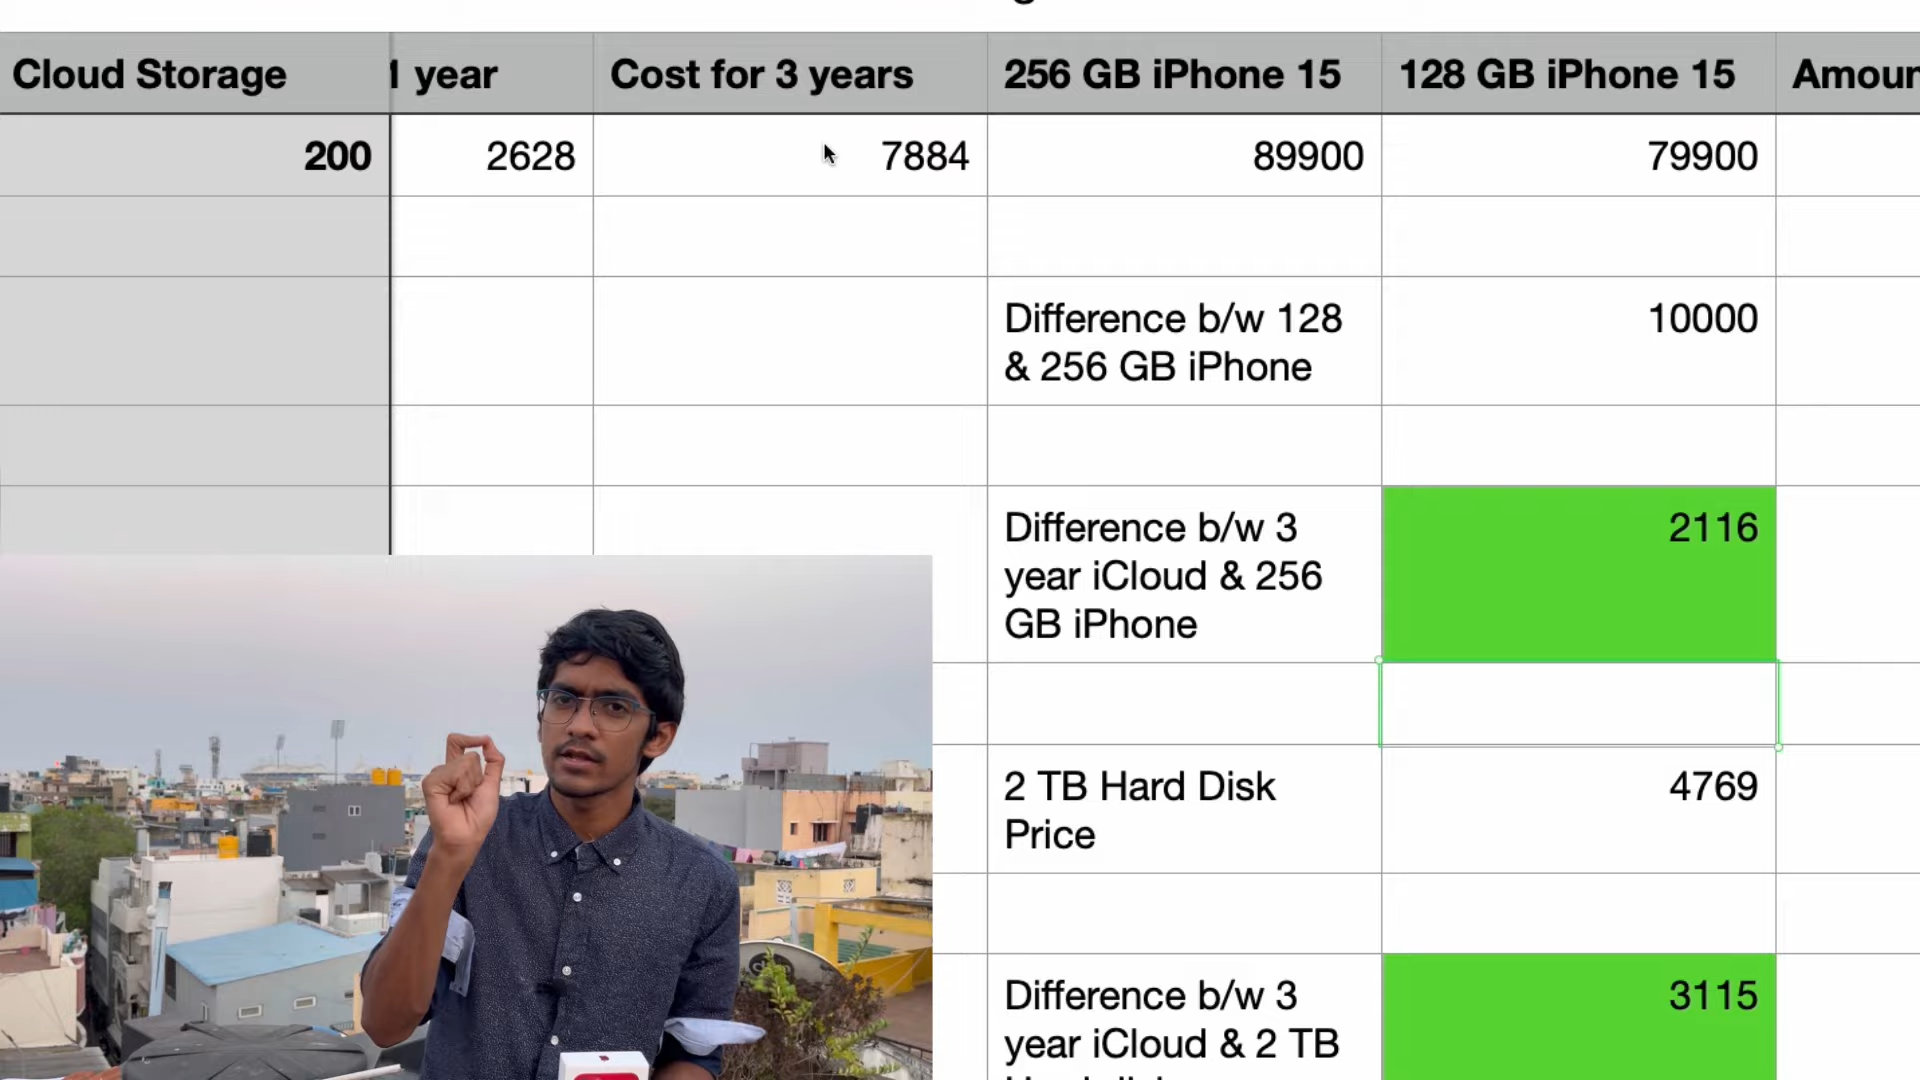 Cloud Storage
1 year
Cost for 3 years
256 GB iPhone 15
128 GB iPhone 15
200
2628
7884
89900
79900
Difference b/w 128
& 256 GB iPhone
10000
Difference b/w 3
year iCloud & 256
GB iPhone
2116
2 TB Hard Disk
Price
4769
Difference b/w 3
year iCloud & 2 TB
3115